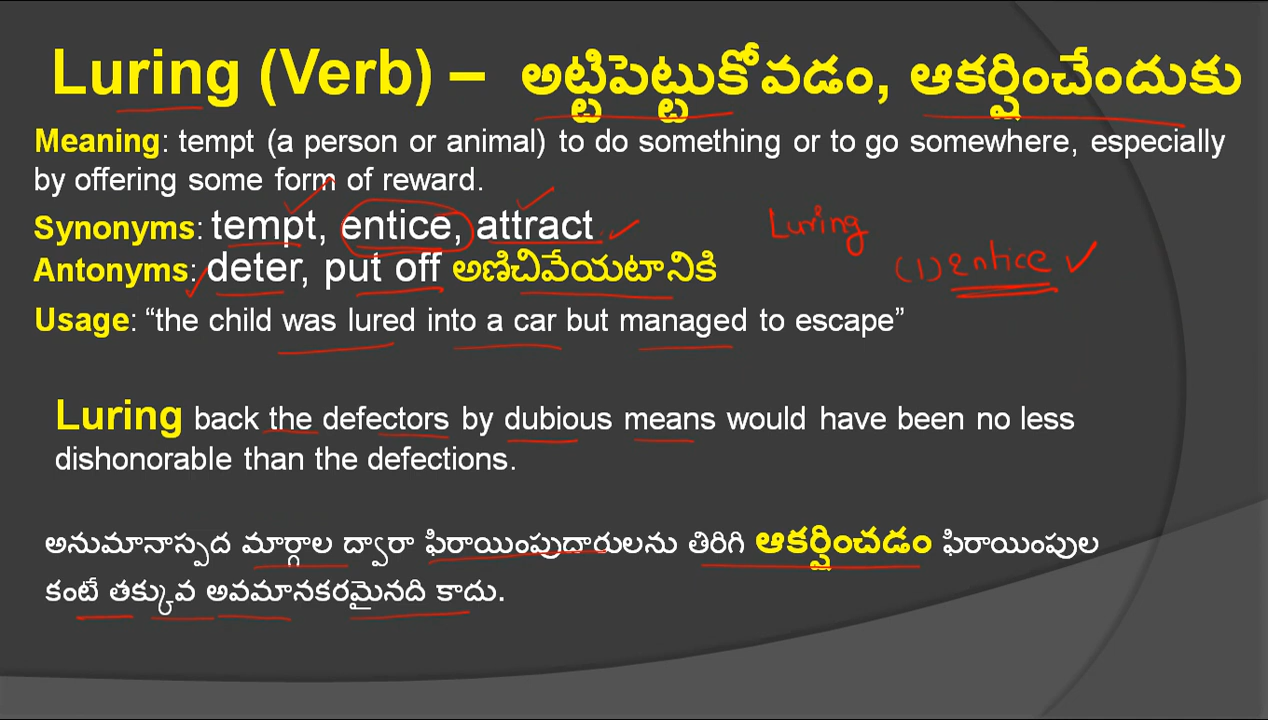 Luring (Verb) – అట్టిపెట్టుకోవడం, ఆకర్షించేందుకు
Meaning: tempt (a person or animal) to do something or to go somewhere, especially
by offering some form of reward.
Synonyms: tempt, entice, attract
Luring
Antonyms: deter, put off అణిచివేయటానికి
(1) entice
Usage: “the child was lured into a car but managed to escape”
Luring back the defectors by dubious means would have been no less
dishonorable than the defections.
అనుమానాస్పద మార్గాల ద్వారా ఫిరాయింపుదారులను తిరిగి ఆకర్షించడం ఫిరాయింపుల
కంటే తక్కువ అవమానకరమైనది కాదు.